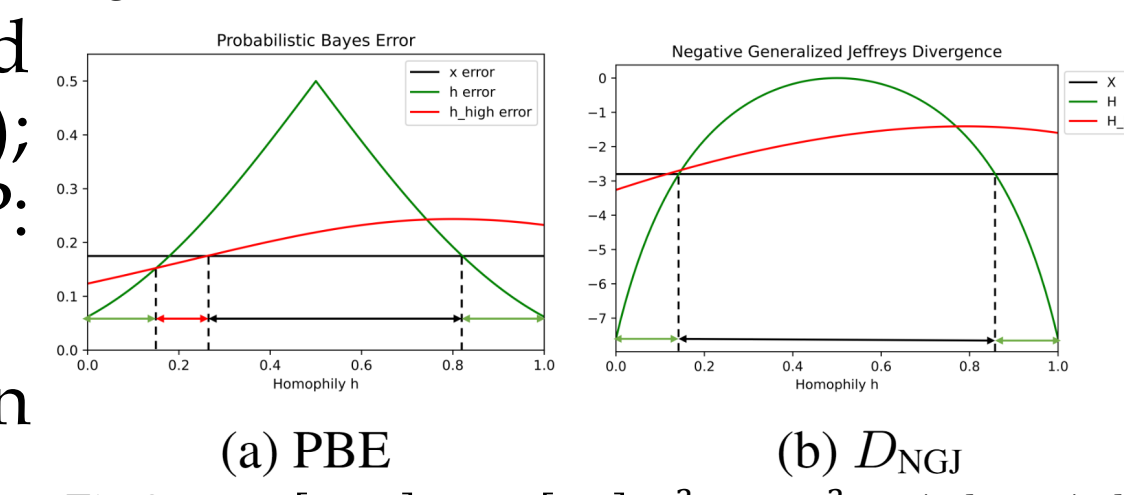 d
);
?:
n
Probabilistic Bayes Error
x error
h error
h_high error
0.5
0.4
0.3
0.2
0.1
0.0
0.0 0.2 0.4 0.6 0.8 1.0
Homophily h
(a) PBE
Negative Generalized Jeffreys Divergence
X
H
H_
0
−1
−2
−3
−4
−5
−6
−7
0.0 0.2 0.4 0.6 0.8 1.0
Homophily h
(b) D_NGJ